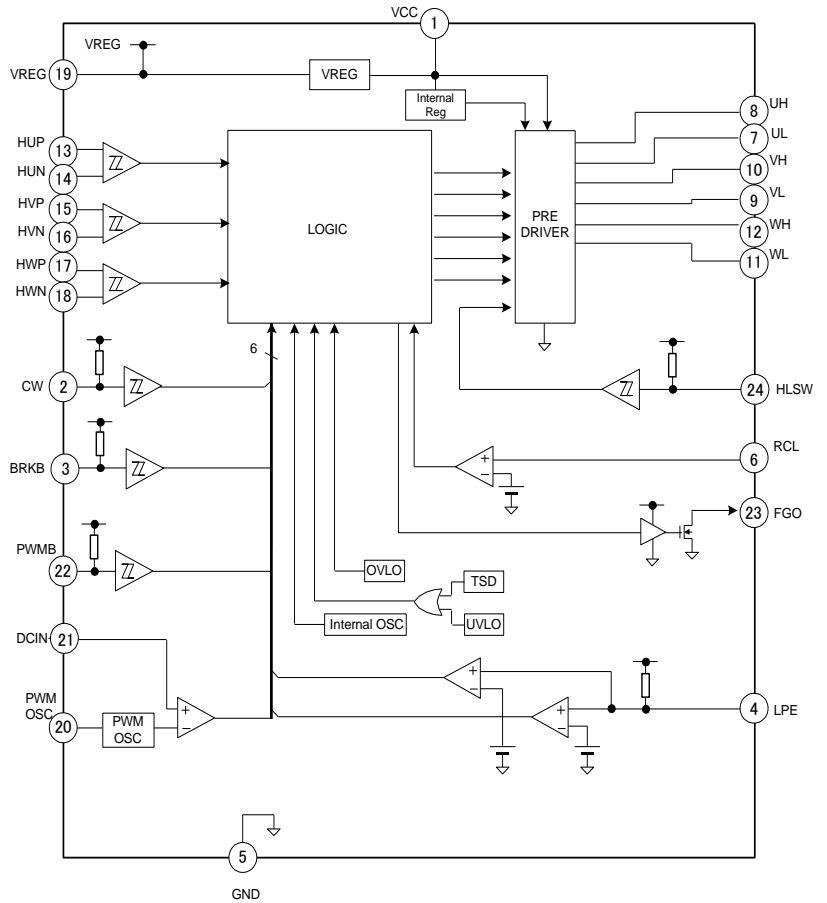 VCC
1
VREG
VREG
19
VREG
Internal
Reg
HUP
13
HUN
14
HVP
15
HVN
16
HWP
17
HWN
18
LOGIC
PRE
DRIVER
8
UH
7
UL
10
VH
9
VL
12
WH
11
WL
6
CW
2
24
HLSW
BRKB
3
+
−
6
RCL
23
FGO
PWMB
22
OVLO
TSD
Internal OSC
UVLO
DCIN
21
PWM
OSC
20
PWM
OSC
+
−
+
−
+
−
4
LPE
5
GND